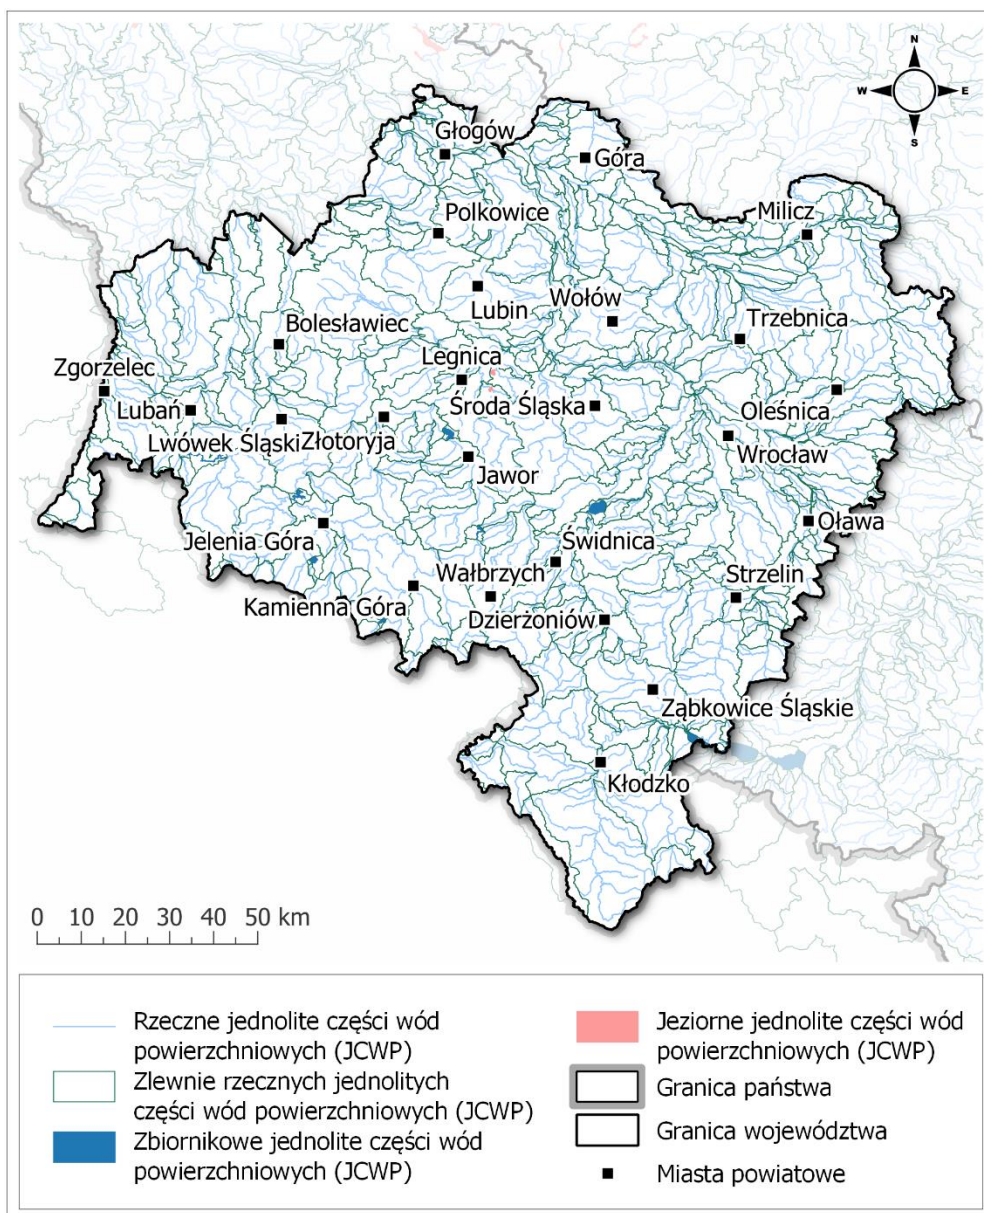 N
W E
S
Głogów
Góra
Polkowice
Milicz
Lubin
Wołów
Bolesławiec
Trzebnica
Legnica
Zgorzelec
Środa Śląska
Lubań
Oleśnica
Lwówek Śląski
Złotoryja
Wrocław
Jawor
Oława
Jelenia Góra
Świdnica
Wałbrzych
Strzelin
Kamienna Góra
Dzierżoniów
Ząbkowice Śląskie
Kłodzko
0 10 20 30 40 50 km
Rzeczne jednolite części wód
powierzchniowych (JCWP)
Zlewnie rzecznych jednolitych
części wód powierzchniowych (JCWP)
Zbiornikowe jednolite części wód
powierzchniowych (JCWP)
Jeziorne jednolite części wód
powierzchniowych (JCWP)
Granica państwa
Granica województwa
Miasta powiatowe